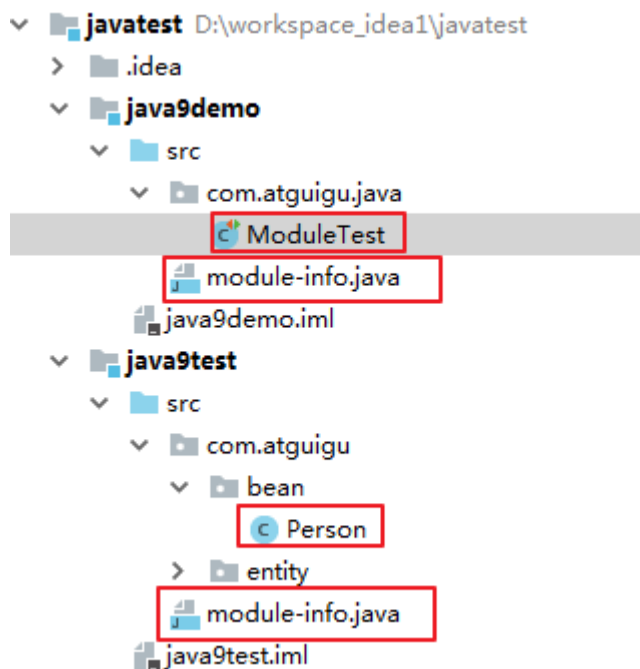 javatest D:\workspace_idea1\javatest
.idea
java9demo
src
com.atguigu.java
C ModuleTest
module-info.java
java9demo.iml
java9test
src
com.atguigu
bean
C Person
entity
module-info.java
java9test.iml